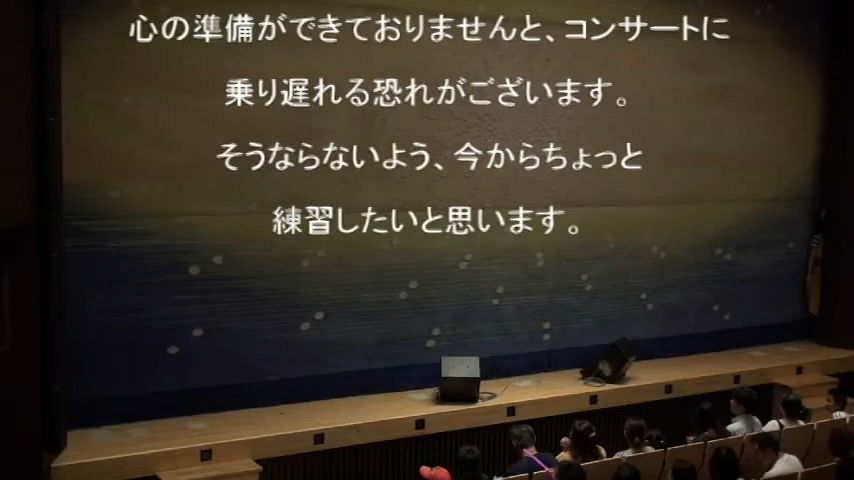 心の準備ができておりませんと、コンサートに
乗り遅れる恐れがございます。
そうならないよう、今からちょっと
練習したいと思います。